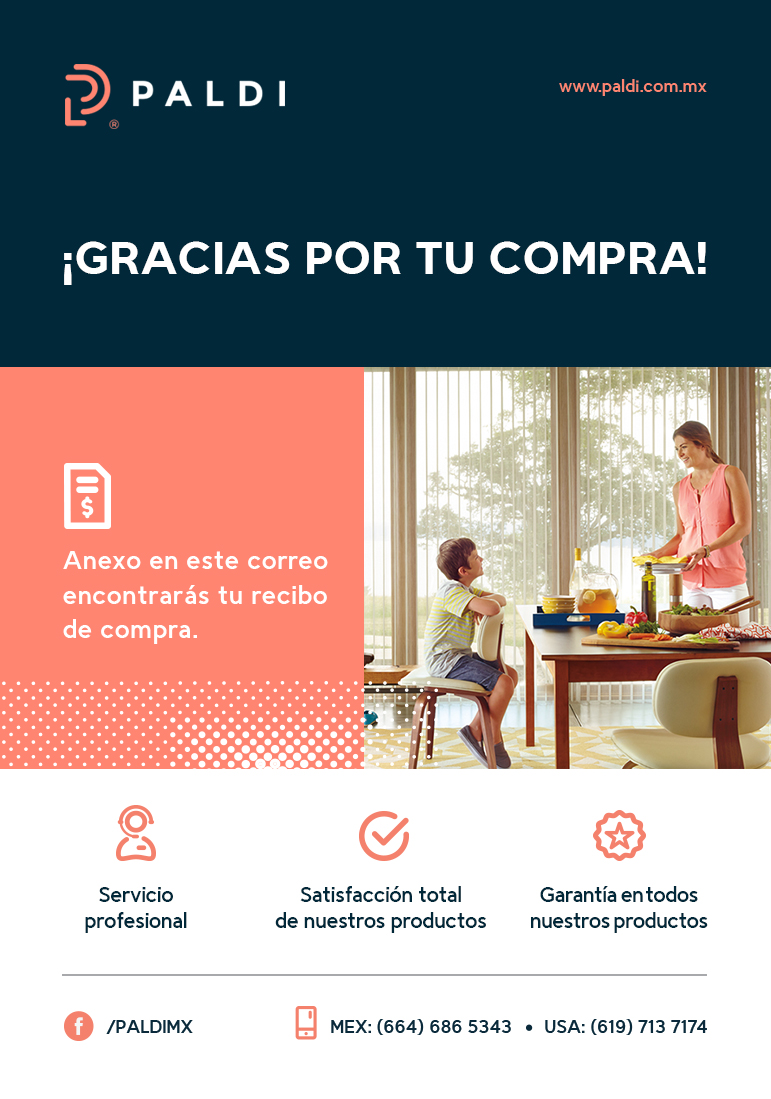 PALDI
®
www.paldi.com.mx
¡GRACIAS POR TU COMPRA!
$
Anexo en este correo
encontrarás tu recibo
de compra.
Servicio
profesional
Satisfacción total
de nuestros productos
Garantía en todos
nuestros productos
f
/PALDIMX
MEX: (664) 686 5343 • USA: (619) 713 7174